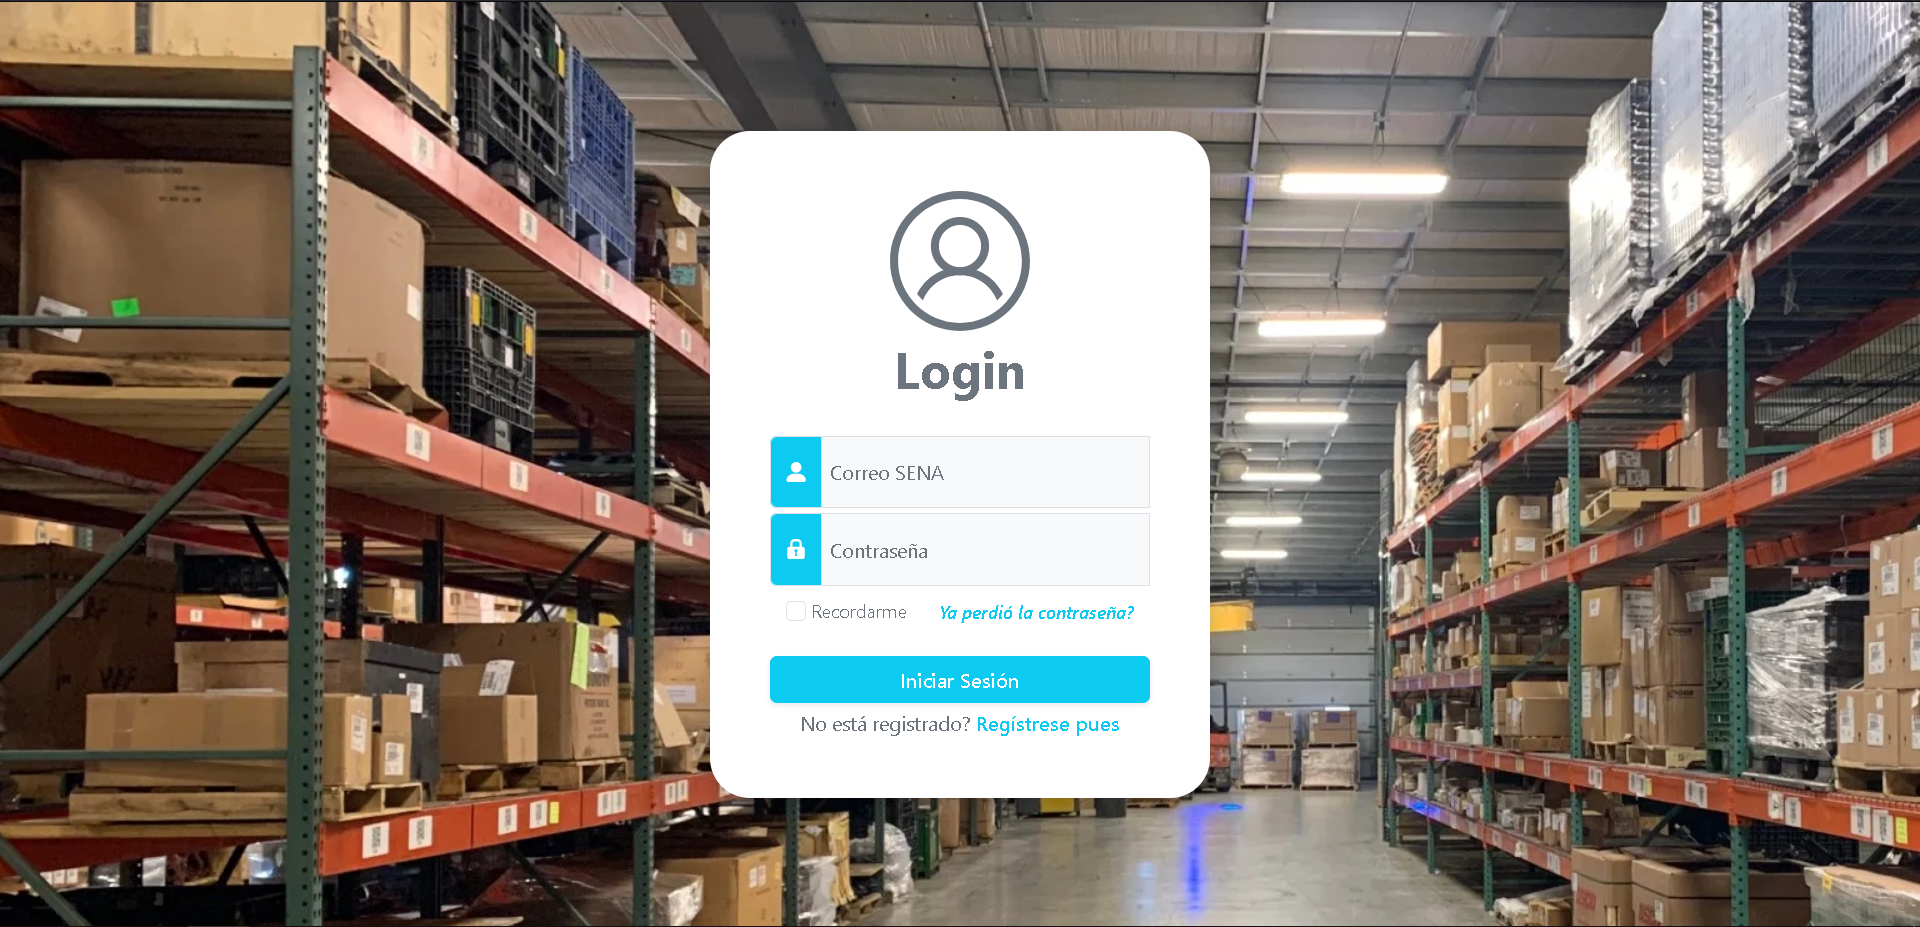 Login
Correo SENA
Contraseña
Recordarme Ya perdió la contraseña?
Iniciar Sesión
No está registrado? Regístrese pues